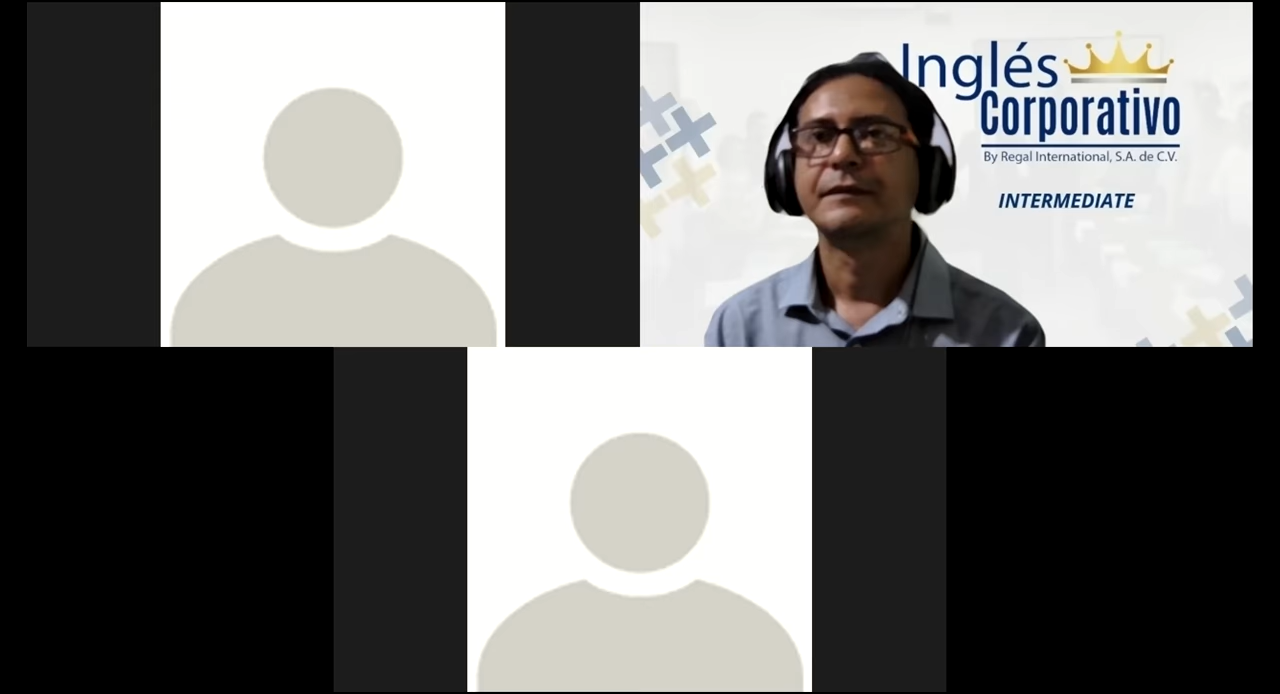 Inglés
Corporativo
By Regal International, S.A. de C.V.
INTERMEDIATE